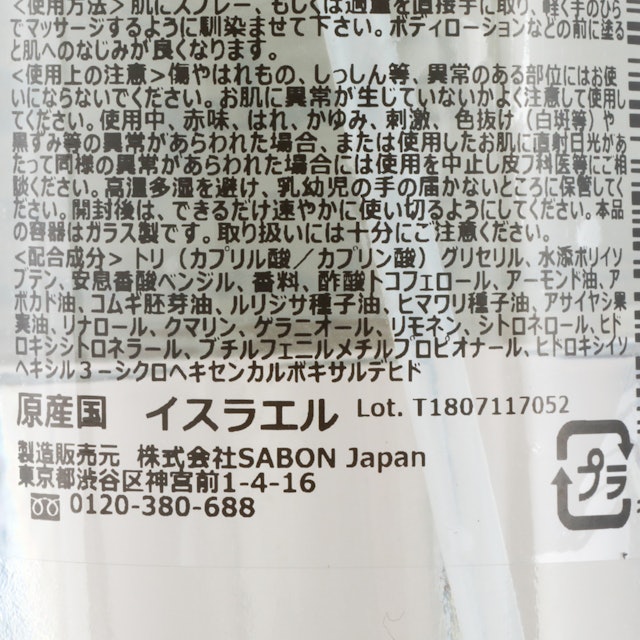 <使用方法>肌にスプレー、もしくは適量を直接手に取り、軽く手のひら
でマッサージするように馴染ませて下さい。ボディローションなどの前に塗る
と肌へのなじみが良くなります。
<使用上の注意>傷やはれもの、しっしん等、異常のある部位にはお使
いにならないでください。お肌に異常が生じていないかよく注意して使用し
てください。使用中、赤味、はれ、かゆみ、刺激、色抜け(白斑等)や
黒ずみ等の異常があらわれた場合、または使用したお肌に直射日光があ
たって同様の異常があらわれた場合には使用を中止し皮フ科医等にご相
談ください。高温多湿を避け、乳幼児の手の届かないところに保管してく
ださい。開封後は、できるだけ速やかに使い切るようにしてください。本品
の容器はガラス製です。取り扱いには十分にご注意ください。
<配合成分>トリ(カプリル酸/カプリン酸)グリセリル、水添ポリイソ
ブテン、安息香酸ベンジル、香料、酢酸トコフェロール、アーモンド油、ア
ボカド油、コムギ胚芽油、ルリジサ種子油、ヒマワリ種子油、アサイヤシ果
実油、リナロール、クマリン、ゲラニオール、リモネン、シトロネロール、ヒド
ロキシシトロネラール、ブチルフェニルメチルプロピオナール、ヒドロキシイソ
ヘキシル3-シクロヘキセンカルボキサルデヒド
原産国 イスラエル Lot. T1807117052
製造販売元 株式会社SABON Japan
東京都渋谷区神宮前1-4-16
0120-380-688
プラ